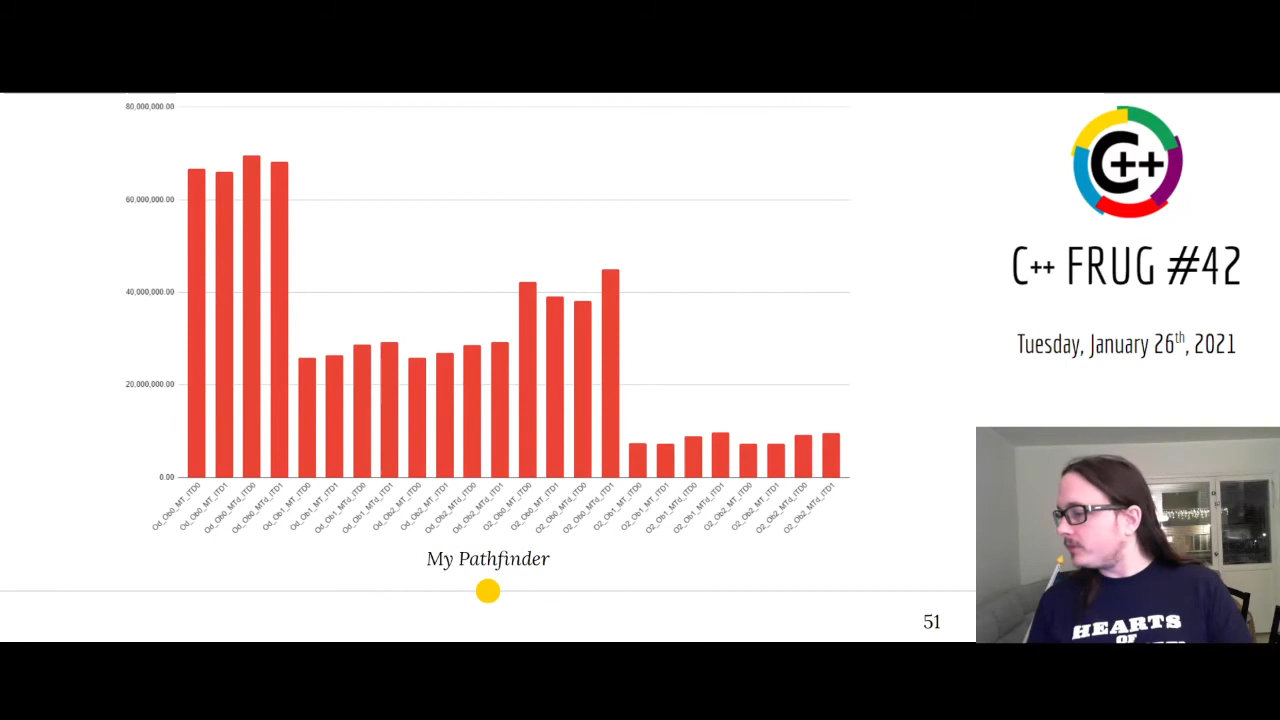 80,000,000.00
60,000,000.00
40,000,000.00
20,000,000.00
0.00
Od_Ob0_MT_ITD0
Od_Ob0_MT_ITD1
Od_Ob0_MTd_ITD0
Od_Ob0_MTd_ITD1
Od_Ob1_MT_ITD0
Od_Ob1_MT_ITD1
Od_Ob1_MTd_ITD0
Od_Ob1_MTd_ITD1
Od_Ob2_MT_ITD0
Od_Ob2_MT_ITD1
Od_Ob2_MTd_ITD0
Od_Ob2_MTd_ITD1
O2_Ob0_MT_ITD0
O2_Ob0_MT_ITD1
O2_Ob0_MTd_ITD0
O2_Ob0_MTd_ITD1
O2_Ob1_MT_ITD0
O2_Ob1_MT_ITD1
O2_Ob1_MTd_ITD0
O2_Ob1_MTd_ITD1
O2_Ob2_MT_ITD0
O2_Ob2_MT_ITD1
O2_Ob2_MTd_ITD0
O2_Ob2_MTd_ITD1
My Pathfinder
51
C++
C++ FRUG #42
Tuesday, January 26th, 2021
HEARTS
OF